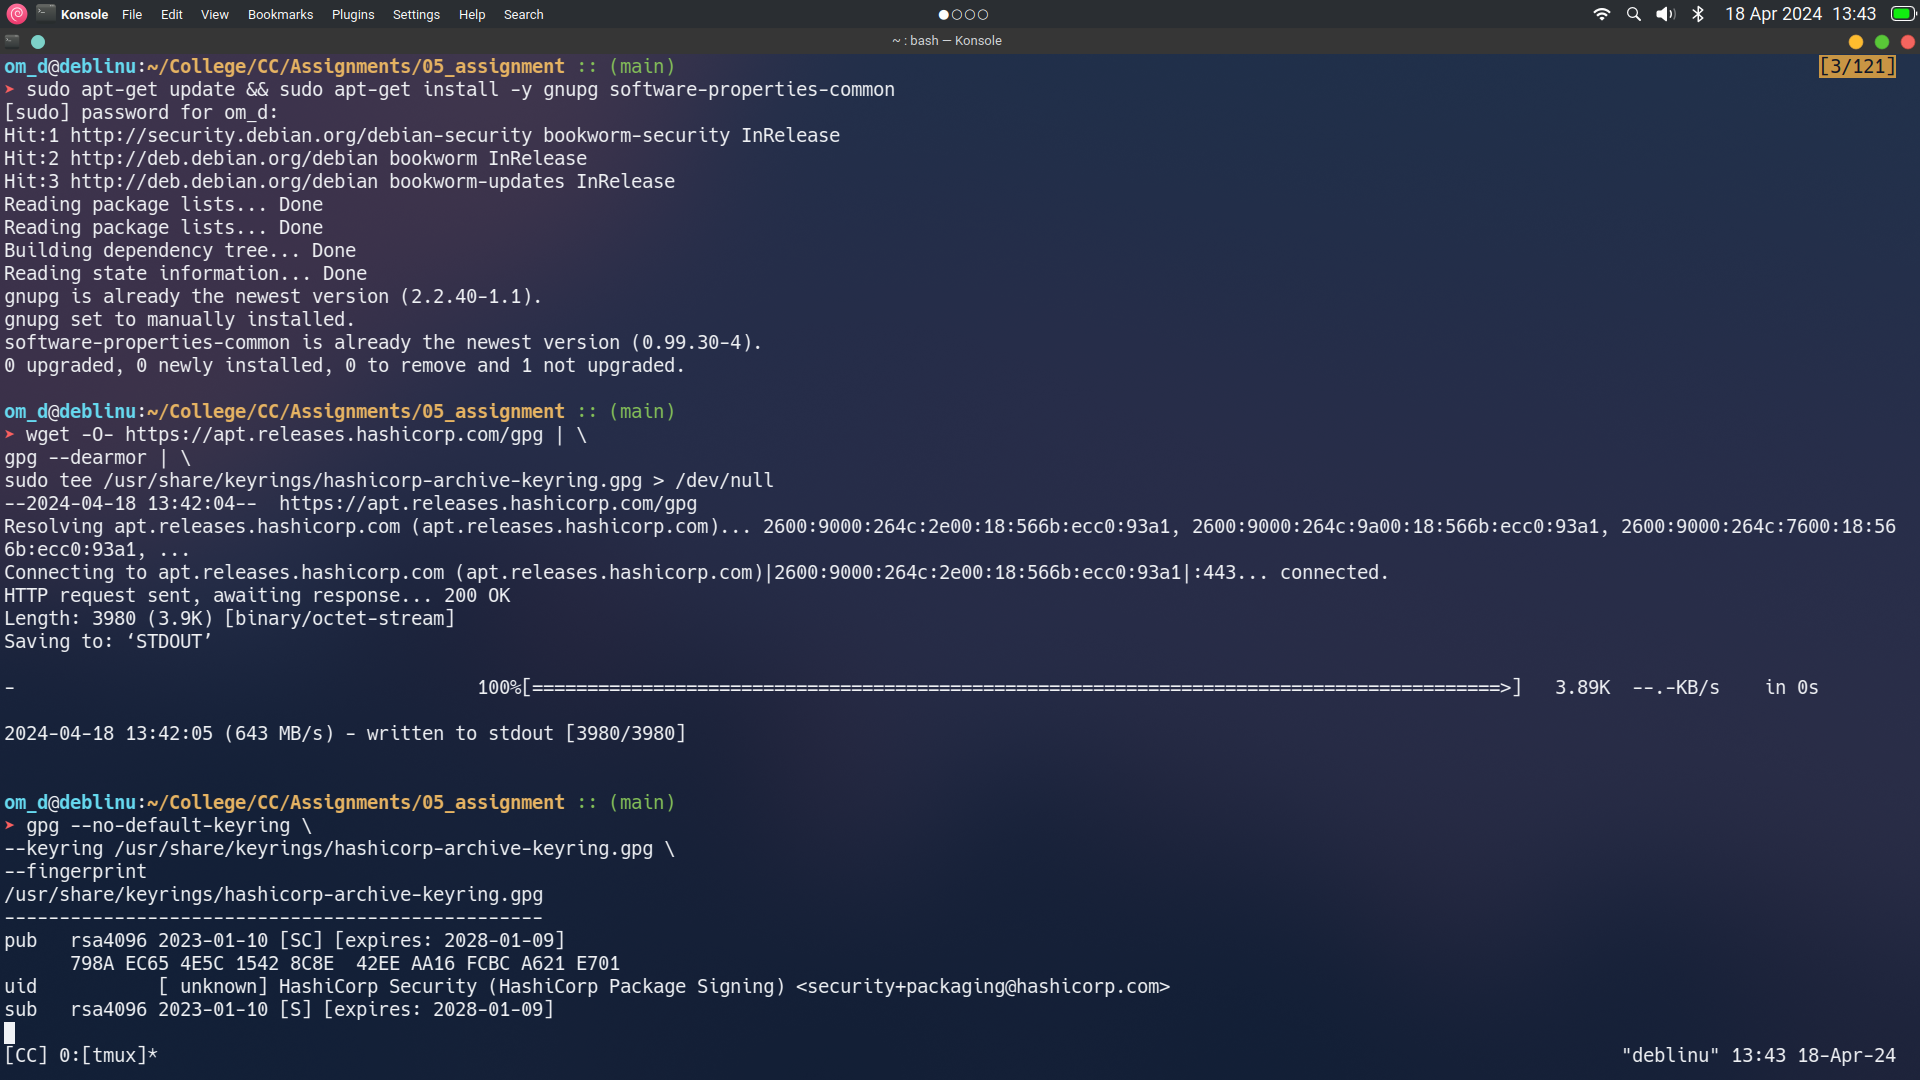 Konsole File Edit View Bookmarks Plugins Settings Help Search 18 Apr 2024 13:43
~ : bash — Konsole
om_d@deblinu:~/College/CC/Assignments/05_assignment :: (main) [3/121]
➤ sudo apt-get update && sudo apt-get install -y gnupg software-properties-common
[sudo] password for om_d:
Hit:1 http://security.debian.org/debian-security bookworm-security InRelease
Hit:2 http://deb.debian.org/debian bookworm InRelease
Hit:3 http://deb.debian.org/debian bookworm-updates InRelease
Reading package lists... Done
Reading package lists... Done
Building dependency tree... Done
Reading state information... Done
gnupg is already the newest version (2.2.40-1.1).
gnupg set to manually installed.
software-properties-common is already the newest version (0.99.30-4).
0 upgraded, 0 newly installed, 0 to remove and 1 not upgraded.
om_d@deblinu:~/College/CC/Assignments/05_assignment :: (main)
➤ wget -O- https://apt.releases.hashicorp.com/gpg | \
gpg --dearmor | \
sudo tee /usr/share/keyrings/hashicorp-archive-keyring.gpg > /dev/null
--2024-04-18 13:42:04--  https://apt.releases.hashicorp.com/gpg
Resolving apt.releases.hashicorp.com (apt.releases.hashicorp.com)... 2600:9000:264c:2e00:18:566b:ecc0:93a1, 2600:9000:264c:9a00:18:566b:ecc0:93a1, 2600:9000:264c:7600:18:56
6b:ecc0:93a1, ...
Connecting to apt.releases.hashicorp.com (apt.releases.hashicorp.com)|2600:9000:264c:2e00:18:566b:ecc0:93a1|:443... connected.
HTTP request sent, awaiting response... 200 OK
Length: 3980 (3.9K) [binary/octet-stream]
Saving to: ‘STDOUT’
- 100%[========================================================================================>] 3.89K --.-KB/s in 0s
2024-04-18 13:42:05 (643 MB/s) - written to stdout [3980/3980]
om_d@deblinu:~/College/CC/Assignments/05_assignment :: (main)
➤ gpg --no-default-keyring \
--keyring /usr/share/keyrings/hashicorp-archive-keyring.gpg \
--fingerprint
/usr/share/keyrings/hashicorp-archive-keyring.gpg
-------------------------------------------------
pub   rsa4096 2023-01-10 [SC] [expires: 2028-01-09]
798A EC65 4E5C 1542 8C8E  42EE AA16 FCBC A621 E701
uid           [ unknown] HashiCorp Security (HashiCorp Package Signing) <security+packaging@hashicorp.com>
sub   rsa4096 2023-01-10 [S] [expires: 2028-01-09]
[CC] 0:[tmux]* "deblinu" 13:43 18-Apr-24